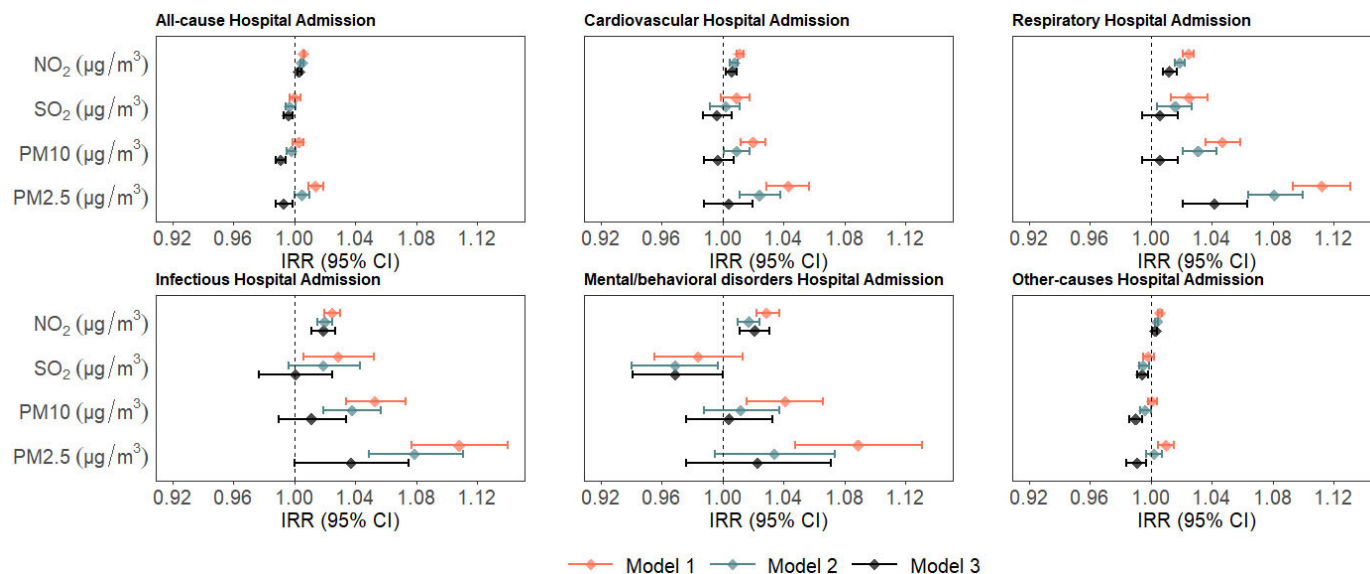 All-cause Hospital Admission
Cardiovascular Hospital Admission
Respiratory Hospital Admission
NO₂ (µg/m³)
SO₂ (µg/m³)
PM10 (µg/m³)
PM2.5 (µg/m³)
0.92 0.96 1.00 1.04 1.08 1.12
0.92 0.96 1.00 1.04 1.08 1.12
0.92 0.96 1.00 1.04 1.08 1.12
IRR (95% CI)
IRR (95% CI)
IRR (95% CI)
Infectious Hospital Admission
Mental/behavioral disorders Hospital Admission
Other-causes Hospital Admission
NO₂ (µg/m³)
SO₂ (µg/m³)
PM10 (µg/m³)
PM2.5 (µg/m³)
0.92 0.96 1.00 1.04 1.08 1.12
0.92 0.96 1.00 1.04 1.08 1.12
0.92 0.96 1.00 1.04 1.08 1.12
IRR (95% CI)
IRR (95% CI)
IRR (95% CI)
Model 1 Model 2 Model 3